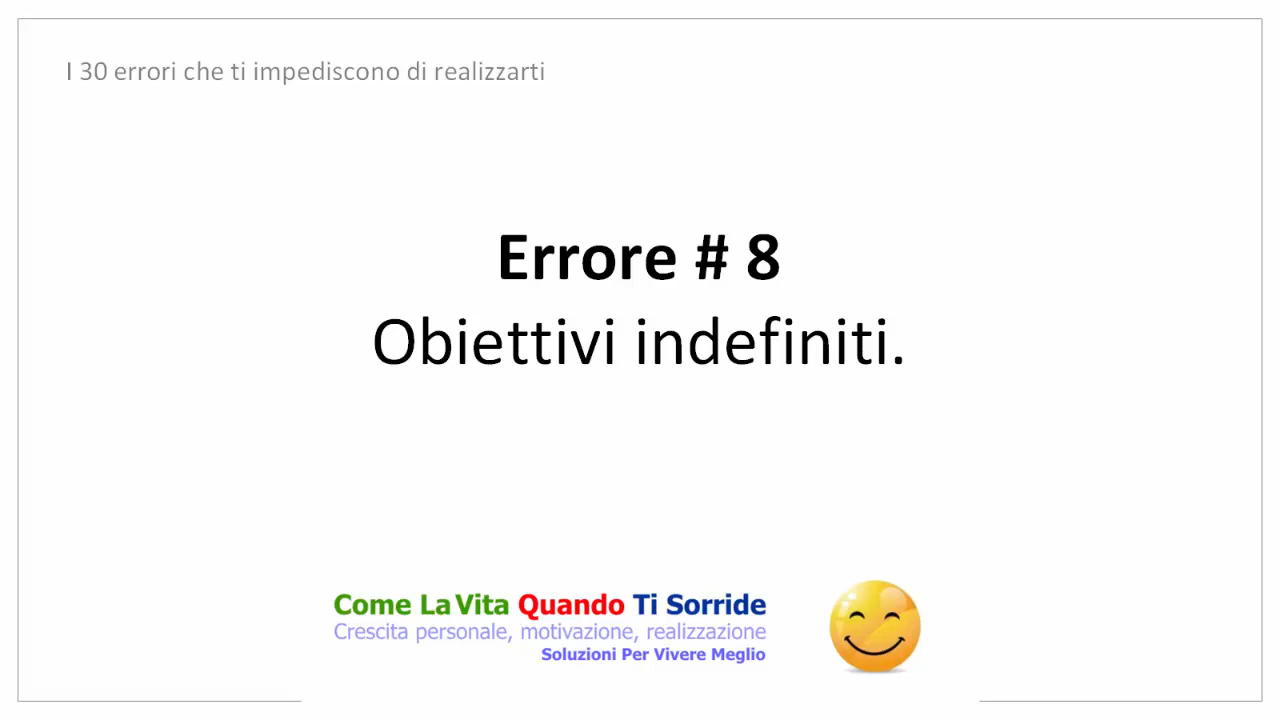 I 30 errori che ti impediscono di realizzarti
Errore # 8
Obiettivi indefiniti.
Come La Vita Quando Ti Sorride
Crescita personale, motivazione, realizzazione
Soluzioni Per Vivere Meglio